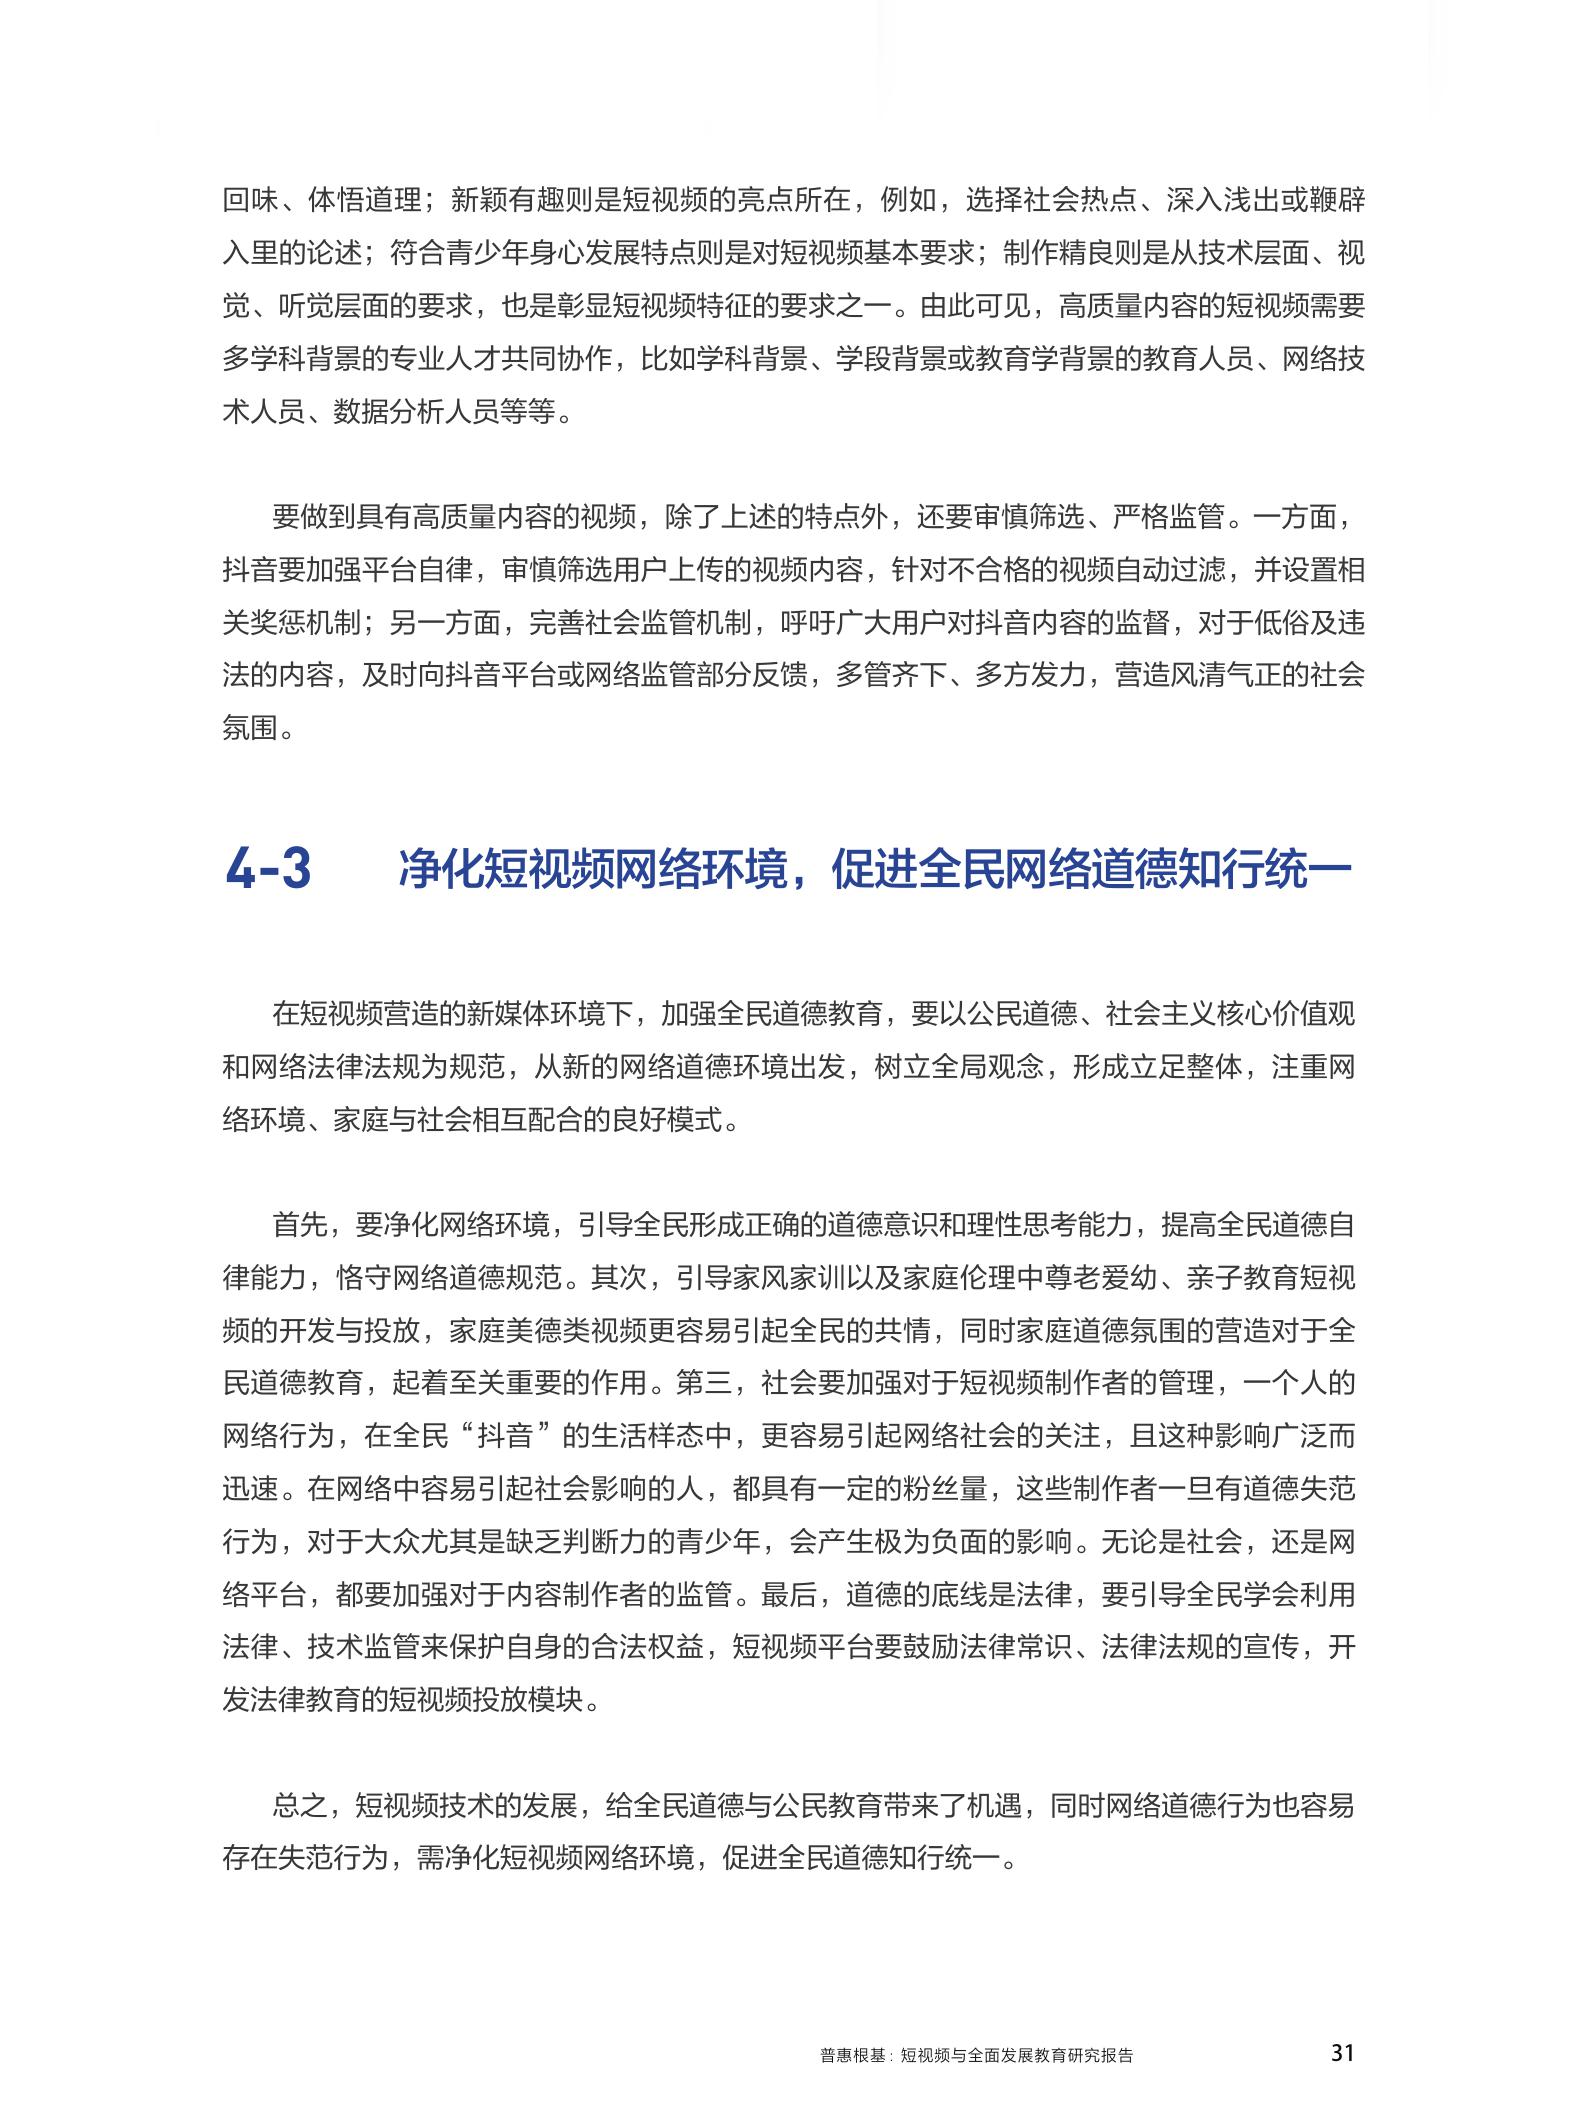 回味、体悟道理；新颖有趣则是短视频的亮点所在，例如，选择社会热点、深入浅出或鞭辟
入里的论述；符合青少年身心发展特点则是对短视频基本要求；制作精良则是从技术层面、视
觉、听觉层面的要求，也是彰显短视频特征的要求之一。由此可见，高质量内容的短视频需要
多学科背景的专业人才共同协作，比如学科背景、学段背景或教育学背景的教育人员、网络技
术人员、数据分析人员等等。
要做到具有高质量内容的视频，除了上述的特点外，还要审慎筛选、严格监管。一方面，
抖音要加强平台自律，审慎筛选用户上传的视频内容，针对不合格的视频自动过滤，并设置相
关奖惩机制；另一方面，完善社会监管机制，呼吁广大用户对抖音内容的监督，对于低俗及违
法的内容，及时向抖音平台或网络监管部分反馈，多管齐下、多方发力，营造风清气正的社会
氛围。
4-3 净化短视频网络环境，促进全民网络道德知行统一
在短视频营造的新媒体环境下，加强全民道德教育，要以公民道德、社会主义核心价值观
和网络法律法规为规范，从新的网络道德环境出发，树立全局观念，形成立足整体，注重网
络环境、家庭与社会相互配合的良好模式。
首先，要净化网络环境，引导全民形成正确的道德意识和理性思考能力，提高全民道德自
律能力，恪守网络道德规范。其次，引导家风家训以及家庭伦理中尊老爱幼、亲子教育短视
频的开发与投放，家庭美德类视频更容易引起全民的共情，同时家庭道德氛围的营造对于全
民道德教育，起着至关重要的作用。第三，社会要加强对于短视频制作者的管理，一个人的
网络行为，在全民“抖音”的生活样态中，更容易引起网络社会的关注，且这种影响广泛而
迅速。在网络中容易引起社会影响的人，都具有一定的粉丝量，这些制作者一旦有道德失范
行为，对于大众尤其是缺乏判断力的青少年，会产生极为负面的影响。无论是社会，还是网
络平台，都要加强对于内容制作者的监管。最后，道德的底线是法律，要引导全民学会利用
法律、技术监管来保护自身的合法权益，短视频平台要鼓励法律常识、法律法规的宣传，开
发法律教育的短视频投放模块。
总之，短视频技术的发展，给全民道德与公民教育带来了机遇，同时网络道德行为也容易
存在失范行为，需净化短视频网络环境，促进全民道德知行统一。
普惠根基：短视频与全面发展教育研究报告 31